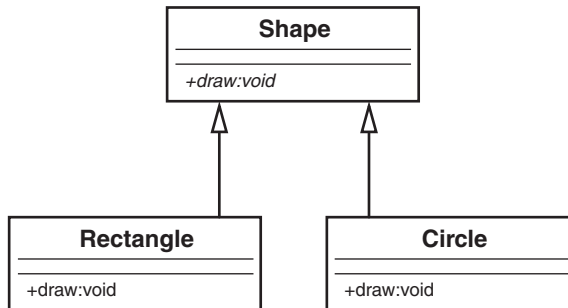 Shape
+draw:void
Rectangle
+draw:void
Circle
+draw:void